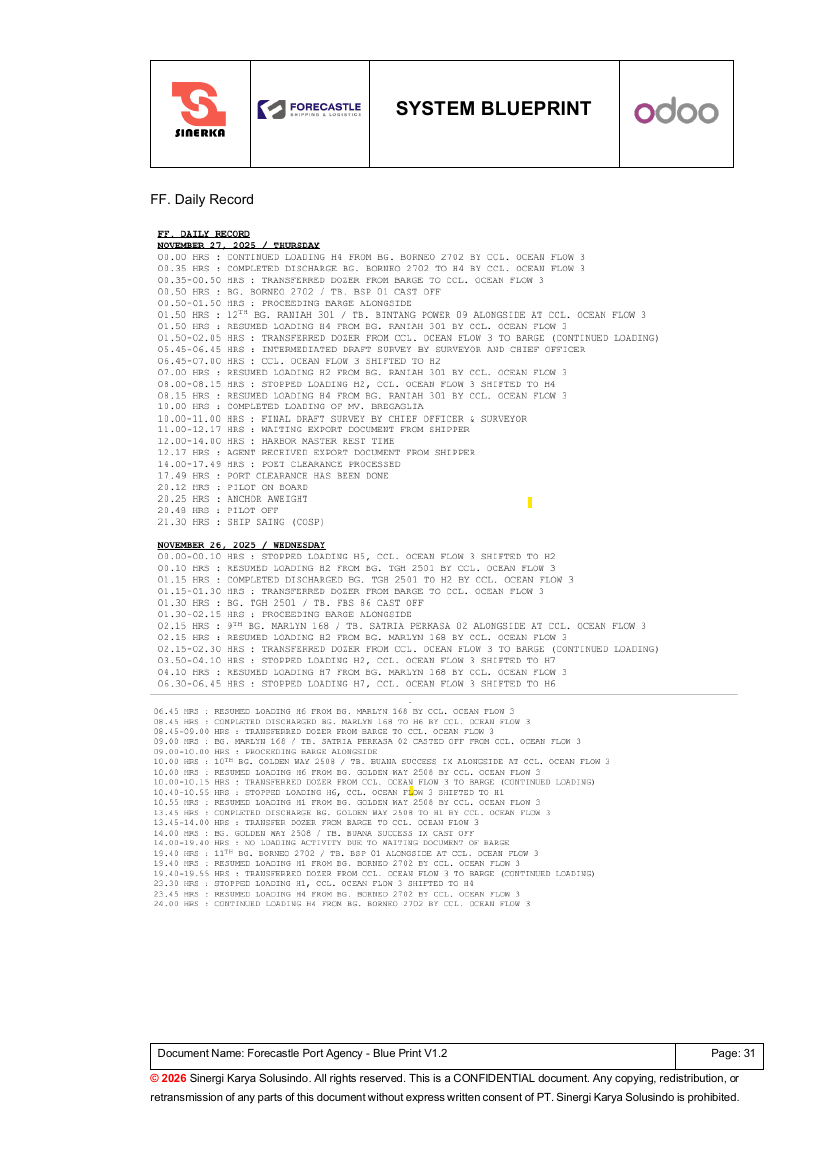 SINERKA
FORECASTLE
SHIPPING & LOGISTICS
SYSTEM BLUEPRINT
odoo
FF. Daily Record
FF. DAILY RECORD
NOVEMBER 27, 2025 / THURSDAY
00.00 HRS : CONTINUED LOADING H4 FROM BG. BORNEO 2702 BY CCL. OCEAN FLOW 3
00.35 HRS : COMPLETED DISCHARGE BG. BORNEO 2702 TO H4 BY CCL. OCEAN FLOW 3
00.35-00.50 HRS : TRANSFERRED DOZER FROM BARGE TO CCL. OCEAN FLOW 3
00.50 HRS : BG. BORNEO 2702 / TB. BSP 01 CAST OFF
00.50-01.50 HRS : PROCEEDING BARGE ALONGSIDE
01.50 HRS : 12TH BG. RANIAH 301 / TB. BINTANG POWER 09 ALONGSIDE AT CCL. OCEAN FLOW 3
01.50 HRS : RESUMED LOADING H4 FROM BG. RANIAH 301 BY CCL. OCEAN FLOW 3
01.50-02.05 HRS : TRANSFERRED DOZER FROM CCL. OCEAN FLOW 3 TO BARGE (CONTINUED LOADING)
05.45-06.45 HRS : INTERMEDIATED DRAFT SURVEY BY SURVEYOR AND CHIEF OFFICER
06.45-07.00 HRS : CCL. OCEAN FLOW 3 SHIFTED TO H2
07.00 HRS : RESUMED LOADING H2 FROM BG. RANIAH 301 BY CCL. OCEAN FLOW 3
08.00-08.15 HRS : STOPPED LOADING H2, CCL. OCEAN FLOW 3 SHIFTED TO H4
08.15 HRS : RESUMED LOADING H4 FROM BG. RANIAH 301 BY CCL. OCEAN FLOW 3
10.00 HRS : COMPLETED LOADING OF MV. BREGAGLIA
10.00-11.00 HRS : FINAL DRAFT SURVEY BY CHIEF OFFICER & SURVEYOR
11.00-12.17 HRS : WAITING EXPORT DOCUMENT FROM SHIPPER
12.00-14.00 HRS : HARBOR MASTER REST TIME
12.17 HRS : AGENT RECEIVED EXPORT DOCUMENT FROM SHIPPER
14.00-17.49 HRS : POET CLEARANCE PROCESSED
17.49 HRS : PORT CLEARANCE HAS BEEN DONE
20.12 HRS : PILOT ON BOARD
20.25 HRS : ANCHOR AWEIGHT
20.48 HRS : PILOT OFF
21.30 HRS : SHIP SAING (COSP)
NOVEMBER 26, 2025 / WEDNESDAY
00.00-00.10 HRS : STOPPED LOADING H5, CCL. OCEAN FLOW 3 SHIFTED TO H2
00.10 HRS : RESUMED LOADING H2 FROM BG. TGH 2501 BY CCL. OCEAN FLOW 3
01.15 HRS : COMPLETED DISCHARGED BG. TGH 2501 TO H2 BY CCL. OCEAN FLOW 3
01.15-01.30 HRS : TRANSFERRED DOZER FROM BARGE TO CCL. OCEAN FLOW 3
01.30 HRS : BG. TGH 2501 / TB. FBS 86 CAST OFF
01.30-02.15 HRS : PROCEEDING BARGE ALONGSIDE
02.15 HRS : 9TH BG. MARLYN 168 / TB. SATRIA PERKASA 02 ALONGSIDE AT CCL. OCEAN FLOW 3
02.15 HRS : RESUMED LOADING H2 FROM BG. MARLYN 168 BY CCL. OCEAN FLOW 3
02.15-02.30 HRS : TRANSFERRED DOZER FROM CCL. OCEAN FLOW 3 TO BARGE (CONTINUED LOADING)
03.50-04.10 HRS : STOPPED LOADING H2, CCL. OCEAN FLOW 3 SHIFTED TO H7
04.10 HRS : RESUMED LOADING H7 FROM BG. MARLYN 168 BY CCL. OCEAN FLOW 3
06.30-06.45 HRS : STOPPED LOADING H7, CCL. OCEAN FLOW 3 SHIFTED TO H6
06.45 HRS : RESUMED LOADING H6 FROM BG. MARLYN 168 BY CCL. OCEAN FLOW 3
08.45 HRS : COMPLETED DISCHARGED BG. MARLYN 168 TO H6 BY CCL. OCEAN FLOW 3
08.45-09.00 HRS : TRANSFERRED DOZER FROM BARGE TO CCL. OCEAN FLOW 3
09.00 HRS : BG. MARLYN 168 / TB. SATRIA PERKASA 02 CASTED OFF FROM CCL. OCEAN FLOW 3
09.00-10.00 HRS : PROCEEDING BARGE ALONGSIDE
10.00 HRS : 10TH BG. GOLDEN WAY 2508 / TB. BUANA SUCCESS IX ALONGSIDE AT CCL. OCEAN FLOW 3
10.00 HRS : RESUMED LOADING H6 FROM BG. GOLDEN WAY 2508 BY CCL. OCEAN FLOW 3
10.00-10.15 HRS : TRANSFERRED DOZER FROM CCL. OCEAN FLOW 3 TO BARGE (CONTINUED LOADING)
10.40-10.55 HRS : STOPPED LOADING H6, CCL. OCEAN FLOW 3 SHIFTED TO H1
10.55 HRS : RESUMED LOADING H1 FROM BG. GOLDEN WAY 2508 BY CCL. OCEAN FLOW 3
13.45 HRS : COMPLETED DISCHARGE BG. GOLDEN WAY 2508 TO H1 BY CCL. OCEAN FLOW 3
13.45-14.00 HRS : TRANSFER DOZER FROM BARGE TO CCL. OCEAN FLOW 3
14.00 HRS : BG. GOLDEN WAY 2508 / TB. BUANA SUCCESS IX CAST OFF
14.00-19.40 HRS : NO LOADING ACTIVITY DUE TO WAITING DOCUMENT OF BARGE
19.40 HRS : 11TH BG. BORNEO 2702 / TB. BSP 01 ALONGSIDE AT CCL. OCEAN FLOW 3
19.40 HRS : RESUMED LOADING H1 FROM BG. BORNEO 2702 BY CCL. OCEAN FLOW 3
19.40-19.55 HRS : TRANSFERRED DOZER FROM CCL. OCEAN FLOW 3 TO BARGE (CONTINUED LOADING)
23.30 HRS : STOPPED LOADING H1, CCL. OCEAN FLOW 3 SHIFTED TO H4
23.45 HRS : RESUMED LOADING H4 FROM BG. BORNEO 2702 BY CCL. OCEAN FLOW 3
24.00 HRS : CONTINUED LOADING H4 FROM BG. BORNEO 2702 BY CCL. OCEAN FLOW 3
Document Name: Forecastle Port Agency - Blue Print V1.2
Page: 31
© 2026 Sinergi Karya Solusindo. All rights reserved. This is a CONFIDENTIAL document. Any copying, redistribution, or
retransmission of any parts of this document without express written consent of PT. Sinergi Karya Solusindo is prohibited.